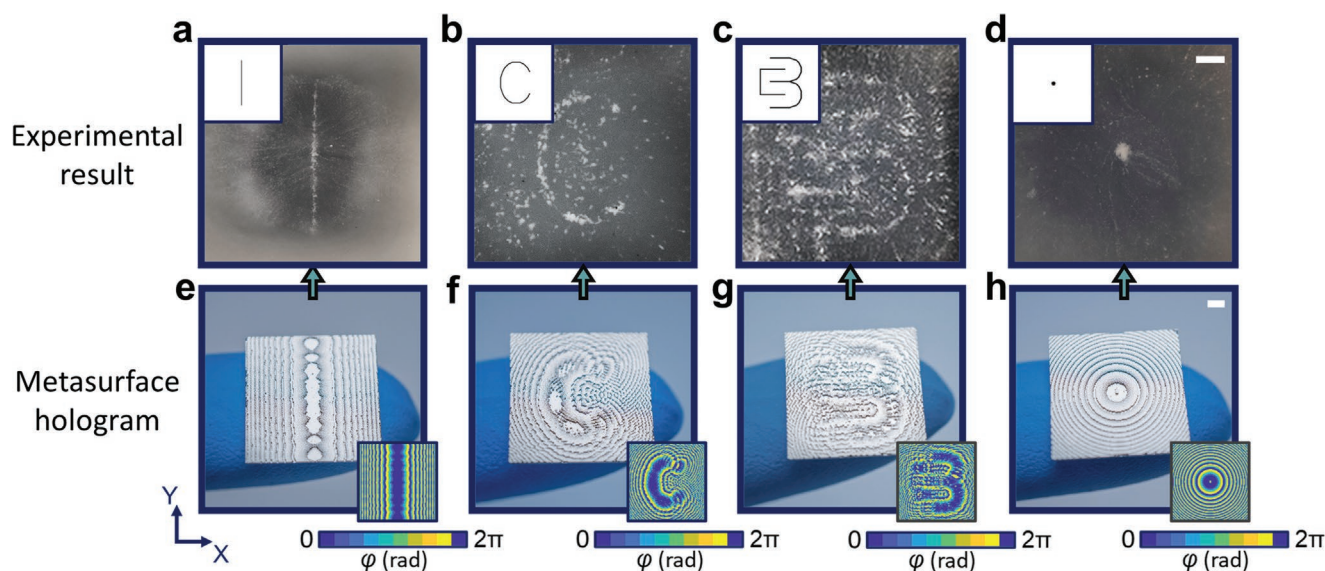 a
b
c
d
Experimental
result
e
f
g
h
Metasurface
hologram
Y
X
0
2π
φ (rad)
0
2π
φ (rad)
0
2π
φ (rad)
0
2π
φ (rad)